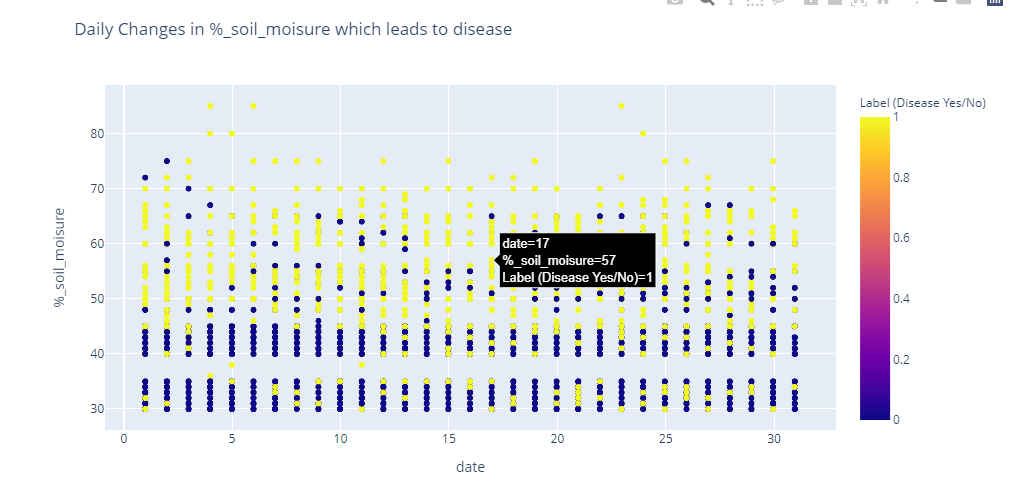 Daily Changes in %_soil_moisure which leads to disease
Label (Disease Yes/No)
1
0.8
0.6
0.4
0.2
0
%_soil_moisure
80
70
60
50
40
30
date=17
%_soil_moisure=57
Label (Disease Yes/No)=1
0 5 10 15 20 25 30
date